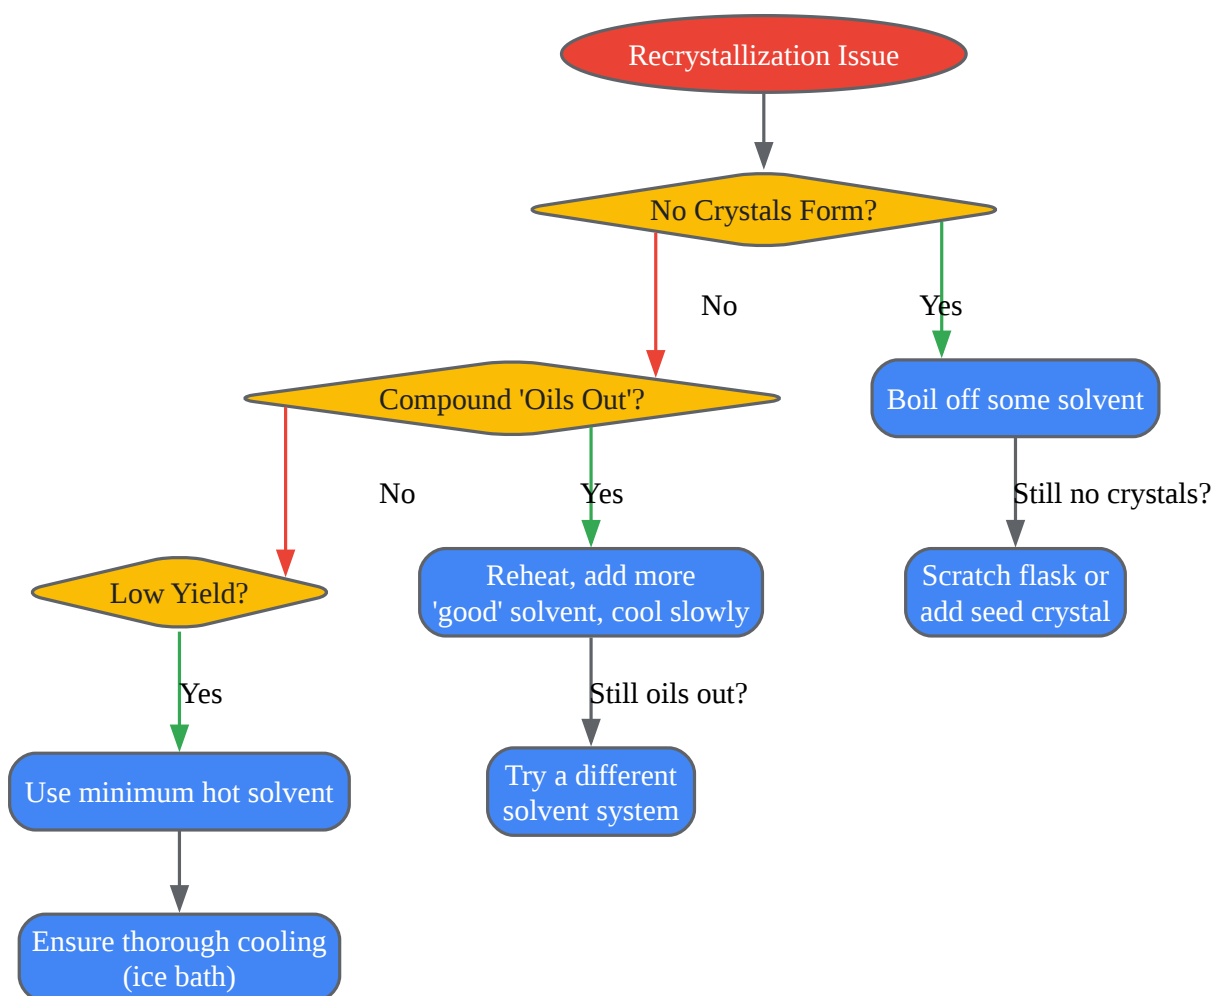 Recrystallization Issue
No Crystals Form?
No
Yes
Compound 'Oils Out'?
Boil off some solvent
No
Yes
Still no crystals?
Low Yield?
Reheat, add more
'good' solvent, cool slowly
Scratch flask or
add seed crystal
Yes
Still oils out?
Use minimum hot solvent
Try a different
solvent system
Ensure thorough cooling
(ice bath)